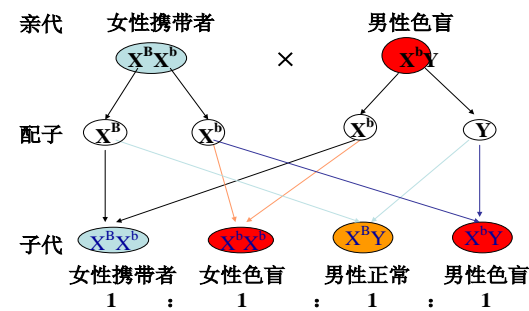 亲代 女性携带者 男性色盲
XᴮXᵇ × XᵇY
配子 Xᴮ Xᵇ Xᵇ Y
子代 XᴮXᵇ XᵇXᵇ XᴮY XᵇY
女性携带者 女性色盲 男性正常 男性色盲
1 : 1 : 1 : 1